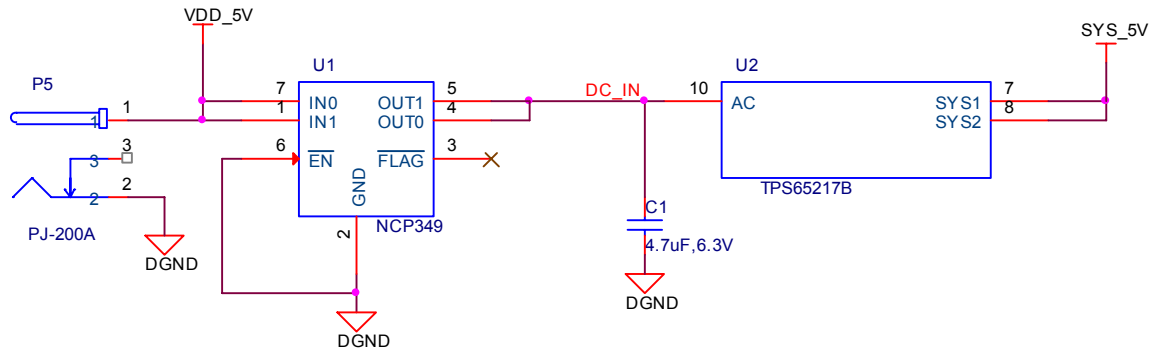 VDD_5V
SYS_5V
P5
U1
U2
1
1
7
IN0
1
IN1
OUT1
5
OUT0
4
DC_IN
10
AC
SYS1
7
SYS2
8
3
3
6
EN
FLAG
3
2
2
GND
PJ-200A
DGND
2
NCP349
DGND
C1
4.7uF,6.3V
DGND
TPS65217B